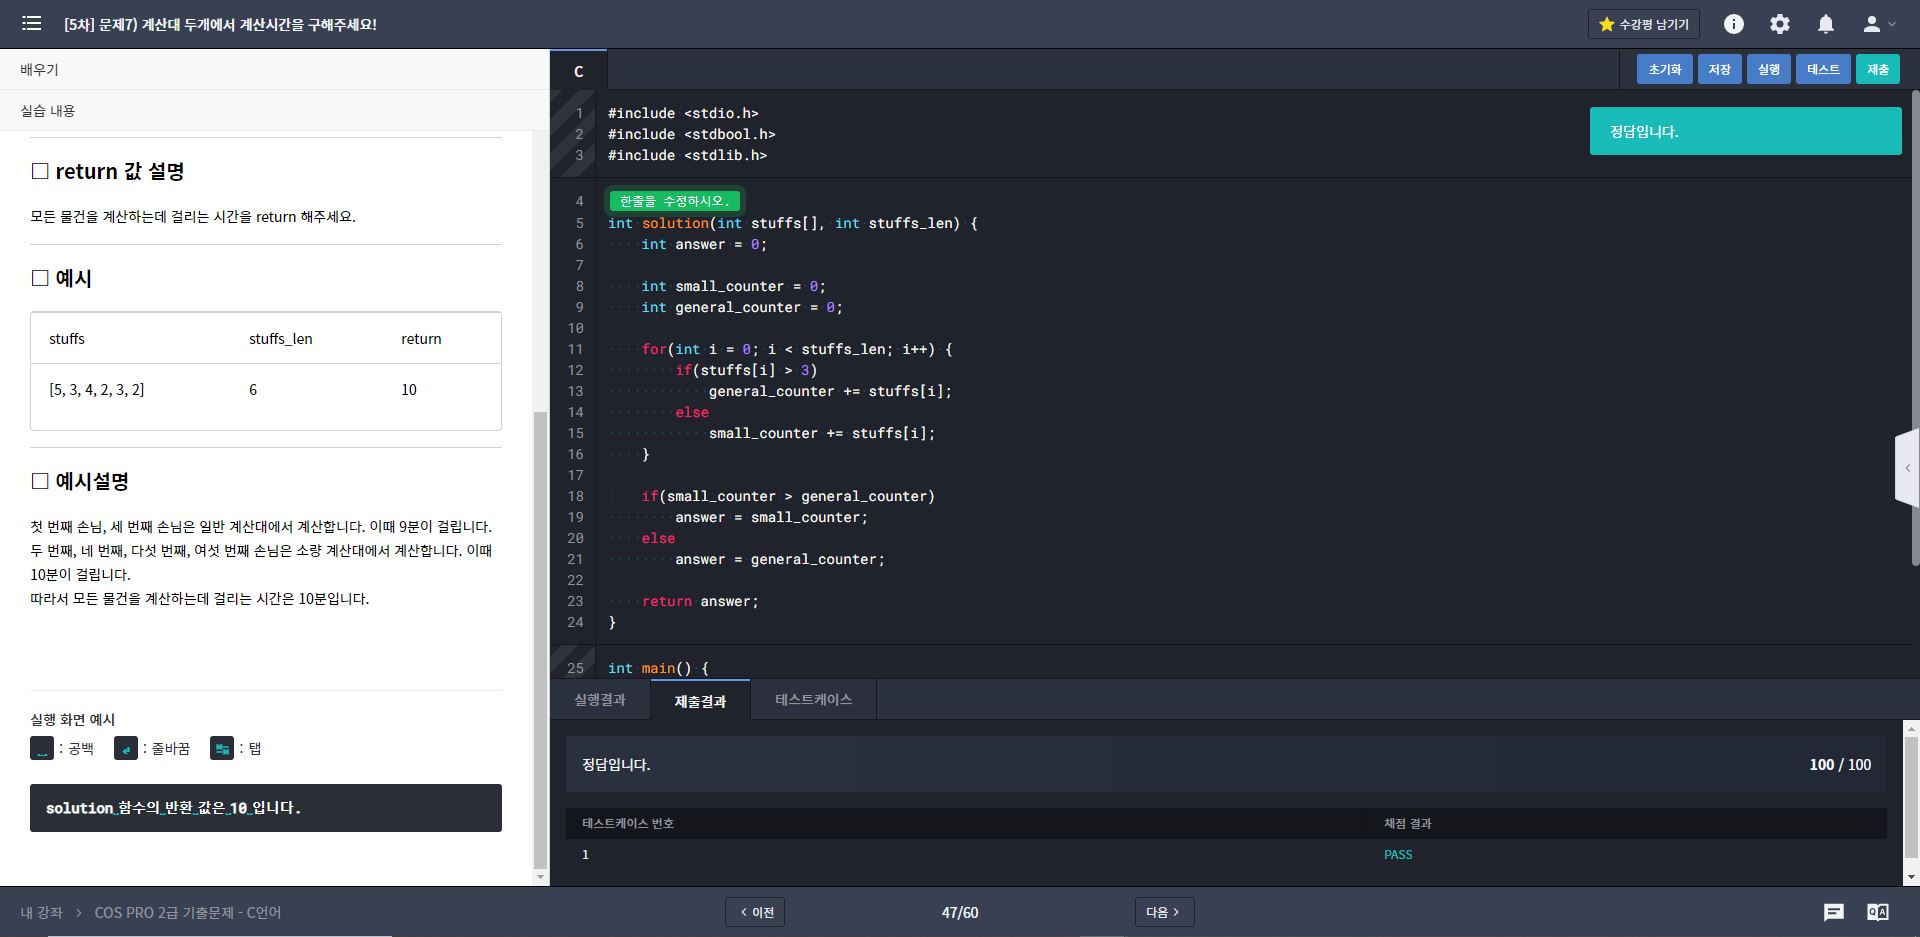 [5차] 문제7) 계산대 두개에서 계산시간을 구해주세요!
수강평 남기기
배우기
실습 내용
return 값 설명
모든 물건을 계산하는데 걸리는 시간을 return 해주세요.
예시
stuffs stuffs_len return
[5, 3, 4, 2, 3, 2] 6 10
예시설명
첫 번째 손님, 세 번째 손님은 일반 계산대에서 계산합니다. 이때 9분이 걸립니다.
두 번째, 네 번째, 다섯 번째, 여섯 번째 손님은 소량 계산대에서 계산합니다. 이때
10분이 걸립니다.
따라서 모든 물건을 계산하는데 걸리는 시간은 10분입니다.
실행 화면 예시
: 공백 : 줄바꿈 : 탭
solution 함수의 반환 값은 10 입니다.
C
초기화 저장 실행 테스트 제출
정답입니다.
1 #include <stdio.h>
2 #include <stdbool.h>
3 #include <stdlib.h>
4 한줄을 수정하시오.
5 int solution(int stuffs[], int stuffs_len) {
6 int answer = 0;
7
8 int small_counter = 0;
9 int general_counter = 0;
10
11 for(int i = 0; i < stuffs_len; i++) {
12 if(stuffs[i] > 3)
13 general_counter += stuffs[i];
14 else
15 small_counter += stuffs[i];
16 }
17
18 if(small_counter > general_counter)
19 answer = small_counter;
20 else
21 answer = general_counter;
22
23 return answer;
24 }
25 int main() {
실행결과 제출결과 테스트케이스
정답입니다. 100 / 100
테스트케이스 번호 채점 결과
1 PASS
내 강좌 > COS PRO 2급 기출문제 - C언어
< 이전 47/60 다음 >